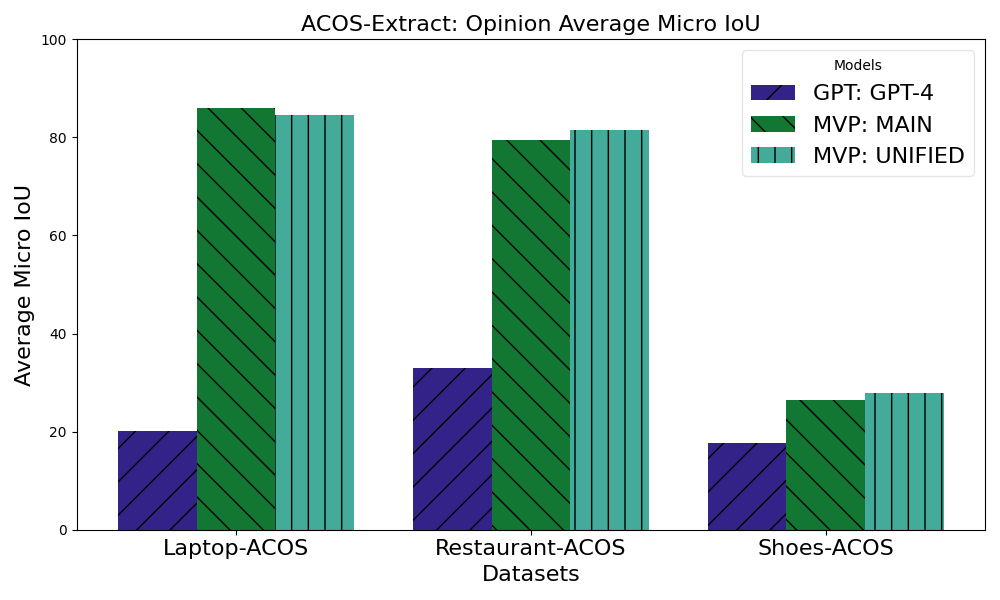 ACOS-Extract: Opinion Average Micro IoU
Models
GPT: GPT-4
MVP: MAIN
MVP: UNIFIED
Average Micro IoU
100
80
60
40
20
0
Laptop-ACOS Restaurant-ACOS Shoes-ACOS
Datasets